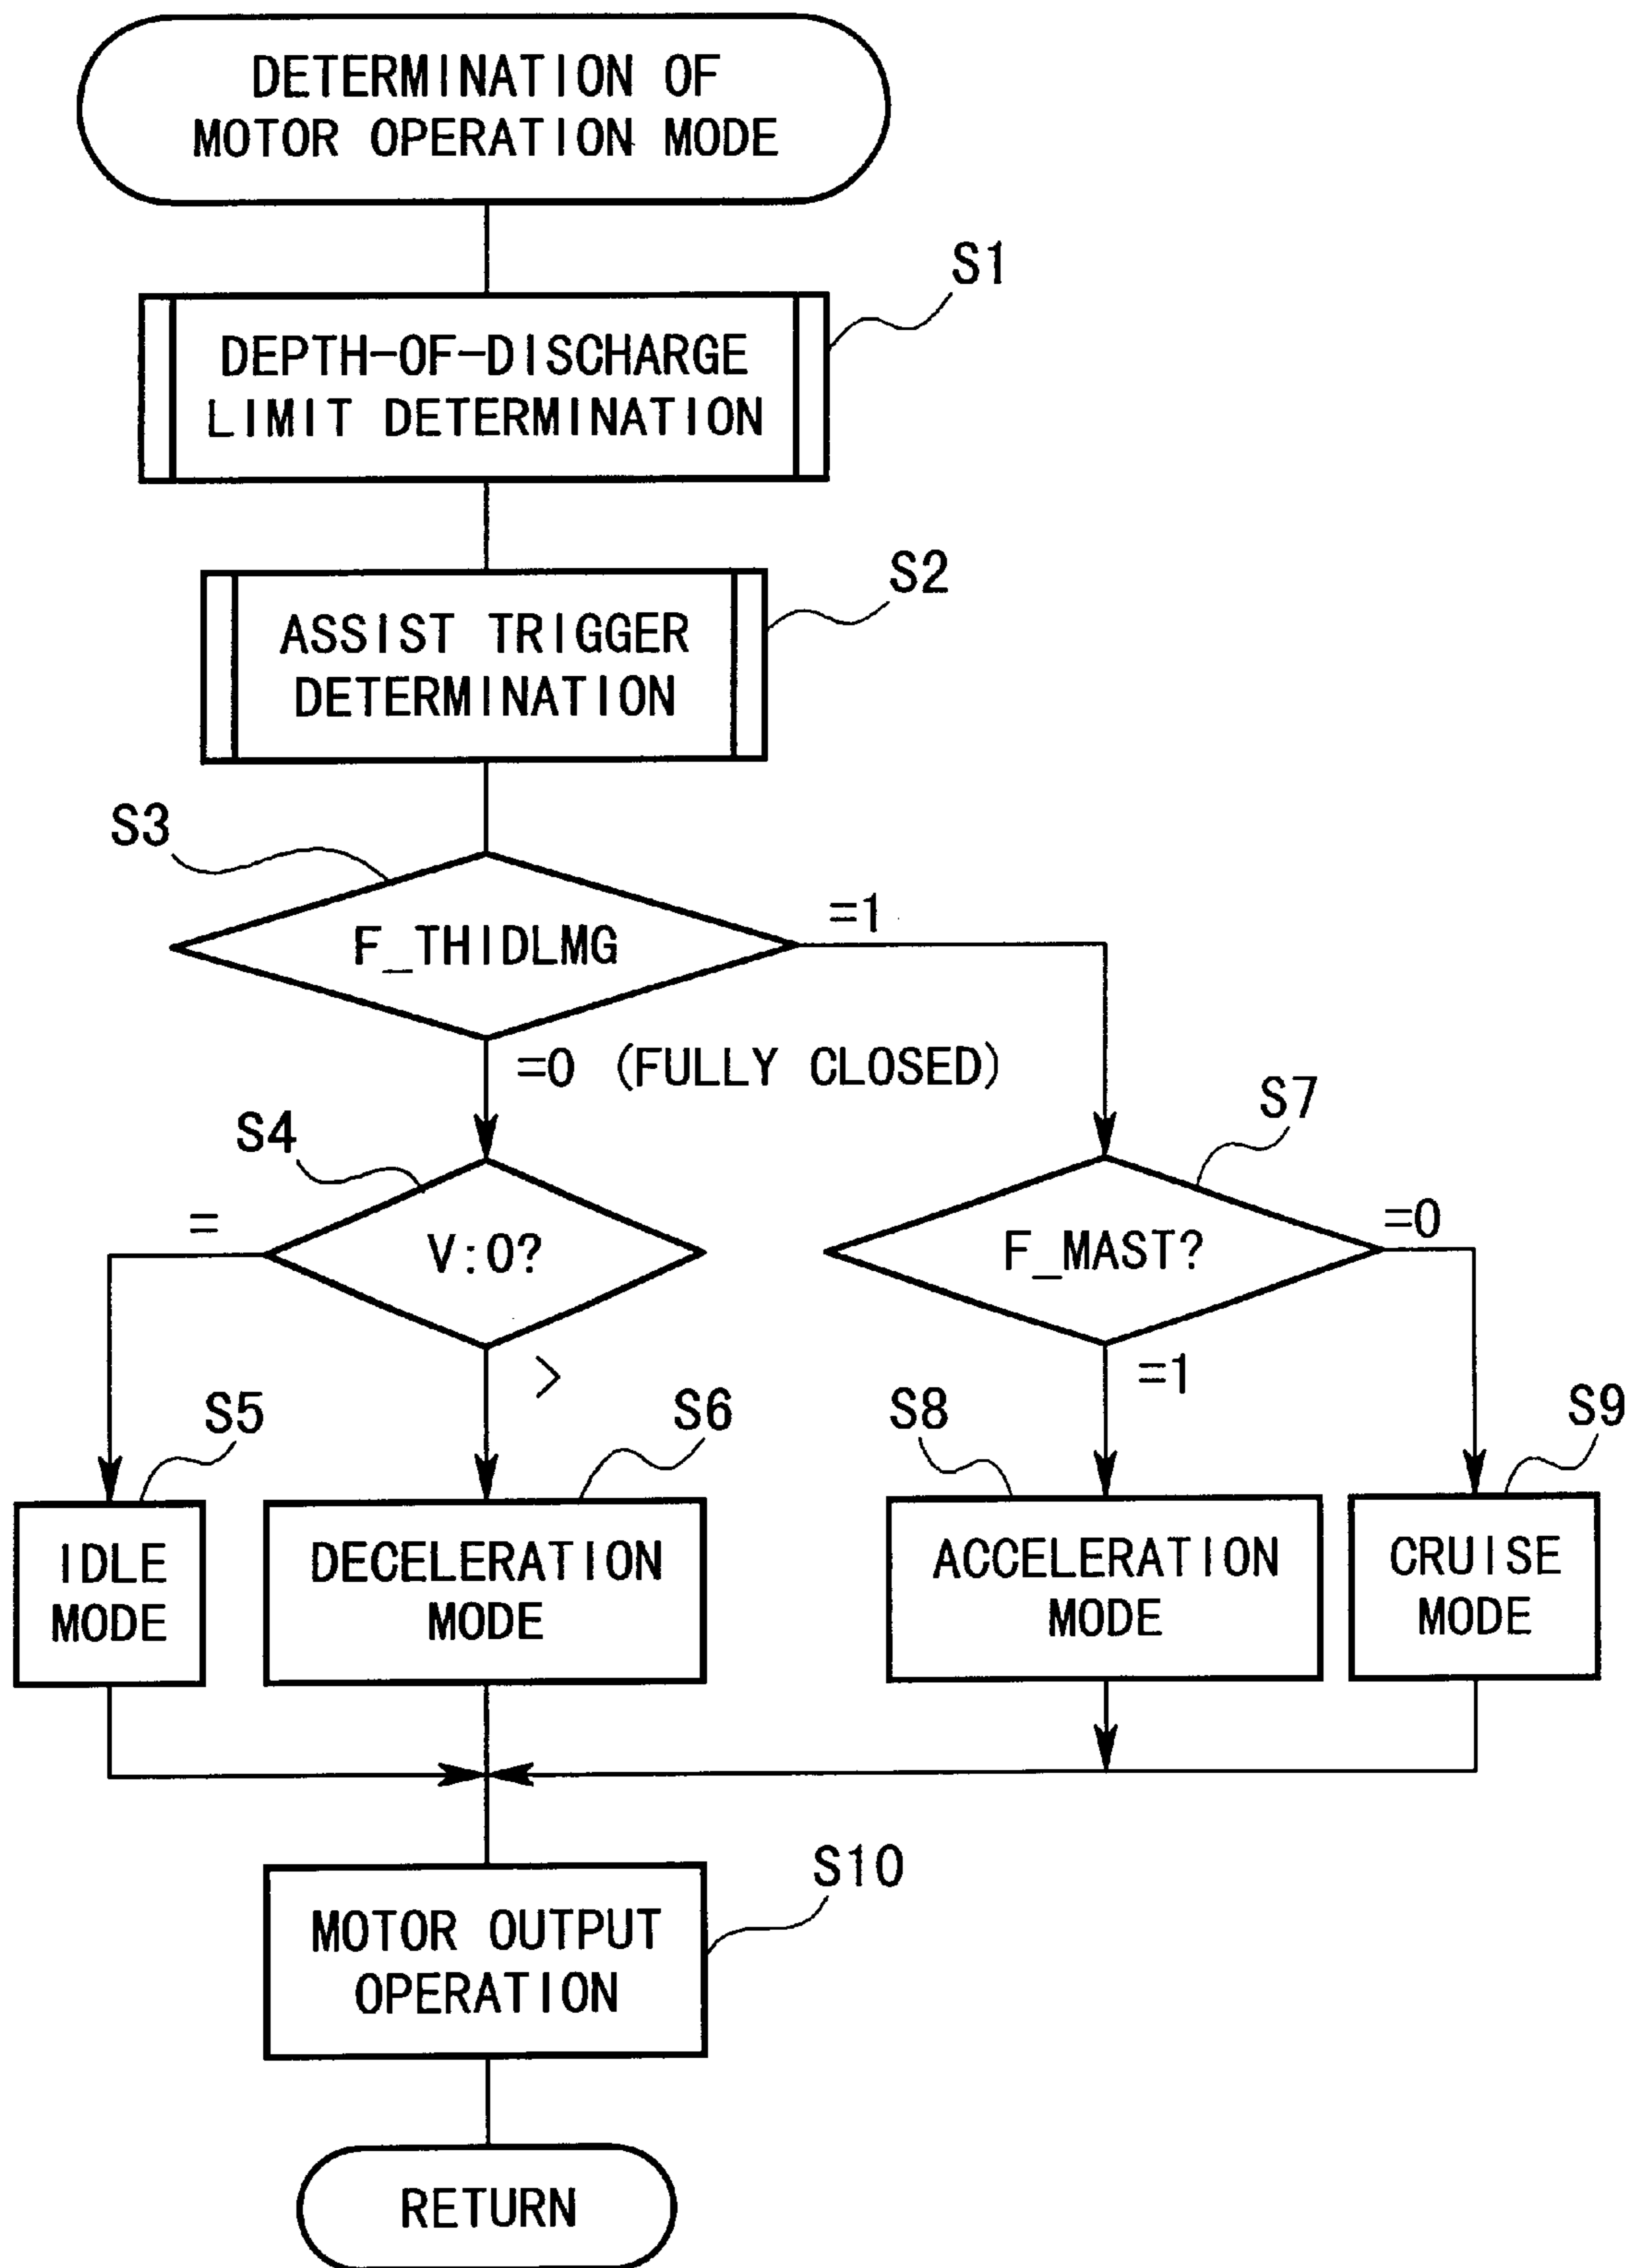 DETERMINATION OF
MOTOR OPERATION MODE
S1
DEPTH-OF-DISCHARGE
LIMIT DETERMINATION
S2
ASSIST TRIGGER
DETERMINATION
S3
F_THIDLMG
=1
=0 (FULLY CLOSED)
S4
V:0?
=
>
S7
F_MAST?
=0
=1
S5
IDLE
MODE
S6
DECELERATION
MODE
S8
ACCELERATION
MODE
S9
CRUISE
MODE
S10
MOTOR OUTPUT
OPERATION
RETURN